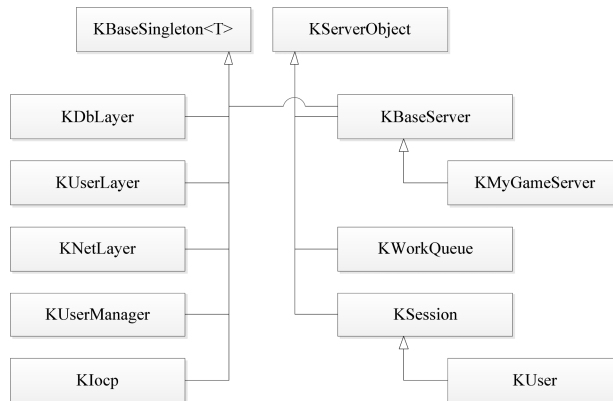 KBaseSingleton<T>
KServerObject
KDbLayer
KBaseServer
KUserLayer
KMyGameServer
KNetLayer
KWorkQueue
KUserManager
KSession
KIocp
KUser